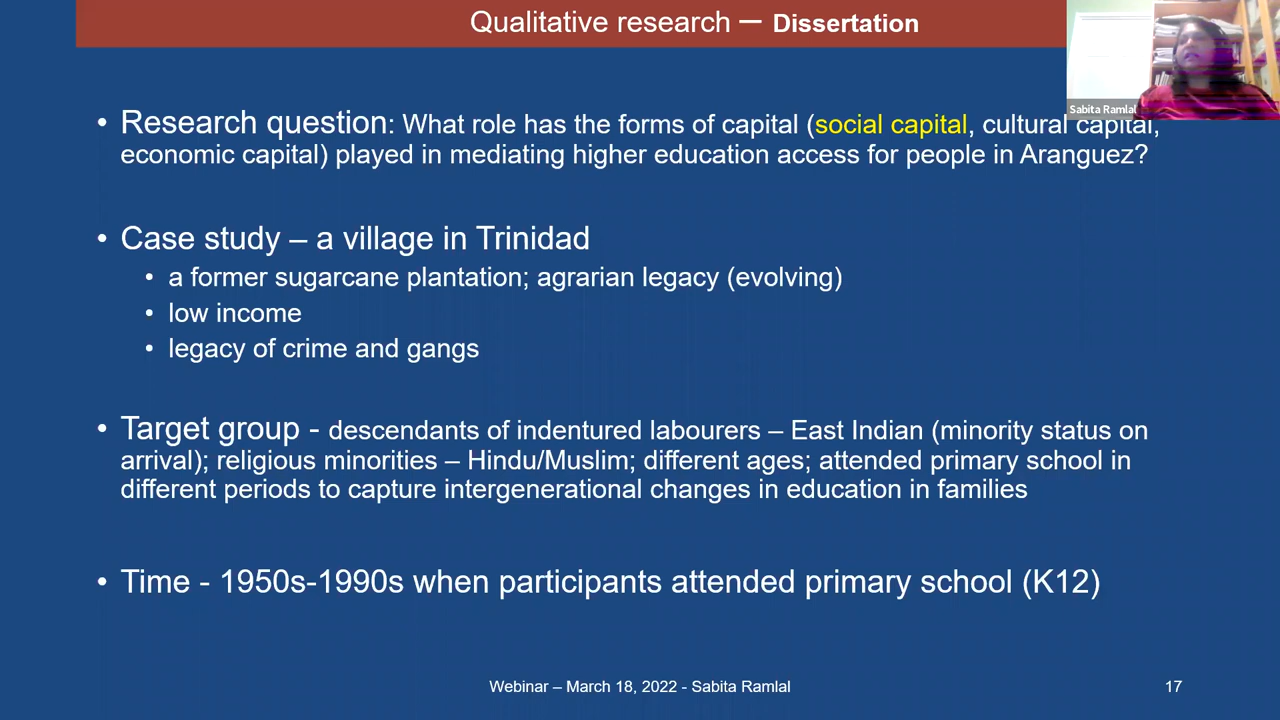 Qualitative research – Dissertation
Sabita Ramlal
• Research question: What role has the forms of capital (social capital, cultural capital,
economic capital) played in mediating higher education access for people in Aranguez?
• Case study – a village in Trinidad
• a former sugarcane plantation; agrarian legacy (evolving)
• low income
• legacy of crime and gangs
• Target group - descendants of indentured labourers – East Indian (minority status on
arrival); religious minorities – Hindu/Muslim; different ages; attended primary school in
different periods to capture intergenerational changes in education in families
• Time - 1950s-1990s when participants attended primary school (K12)
Webinar – March 18, 2022 - Sabita Ramlal
17